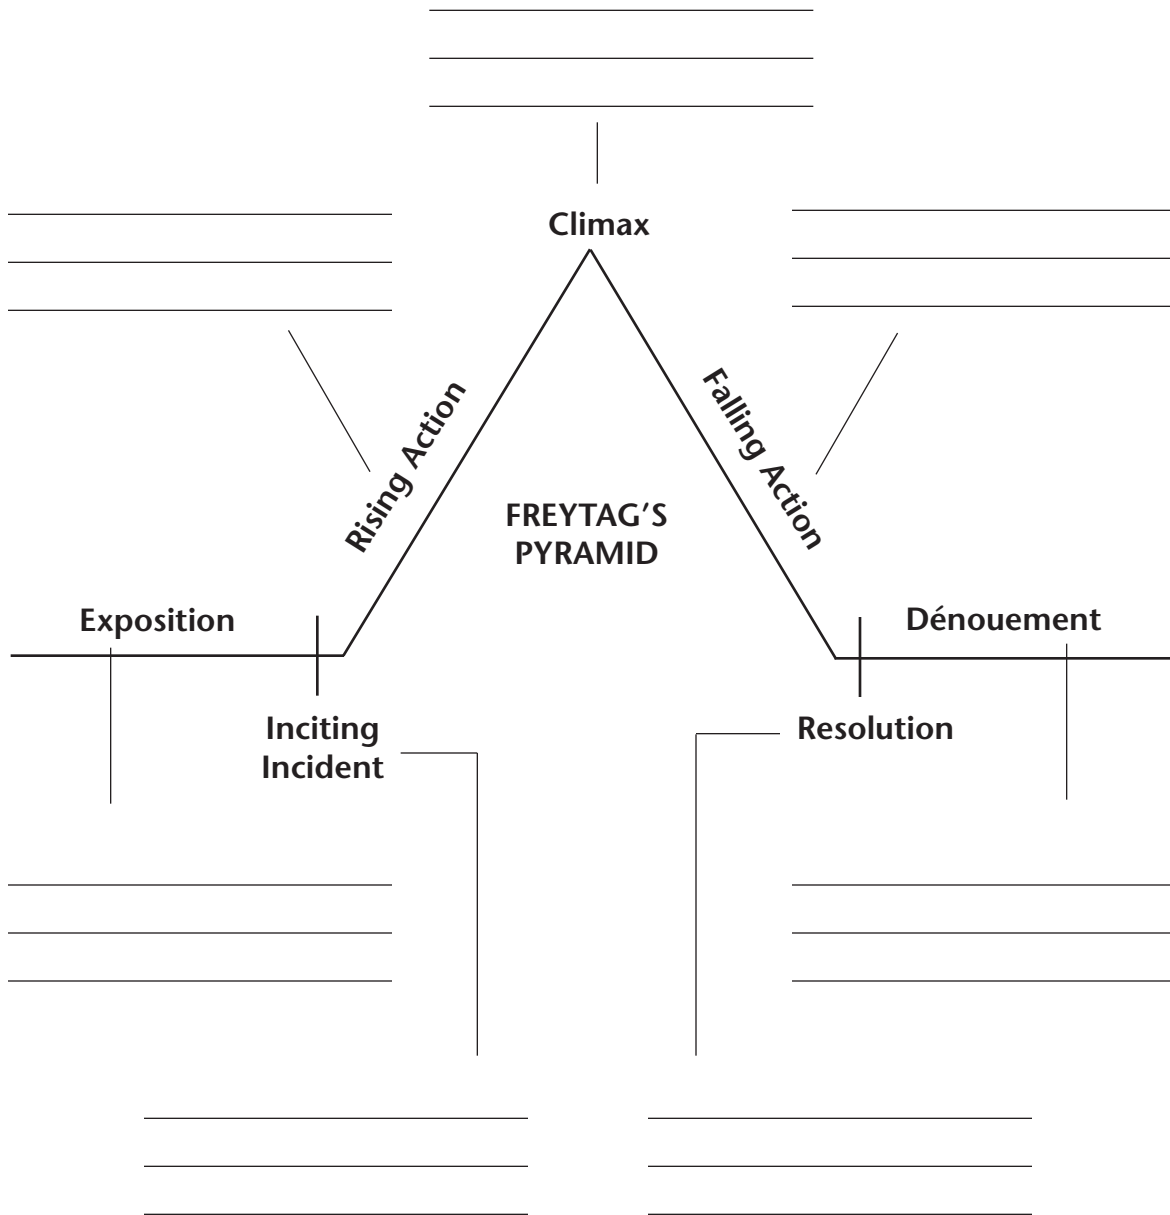 Climax
Rising Action
Falling Action
FREYTAG’S
PYRAMID
Exposition
Dénouement
Inciting
Incident
Resolution